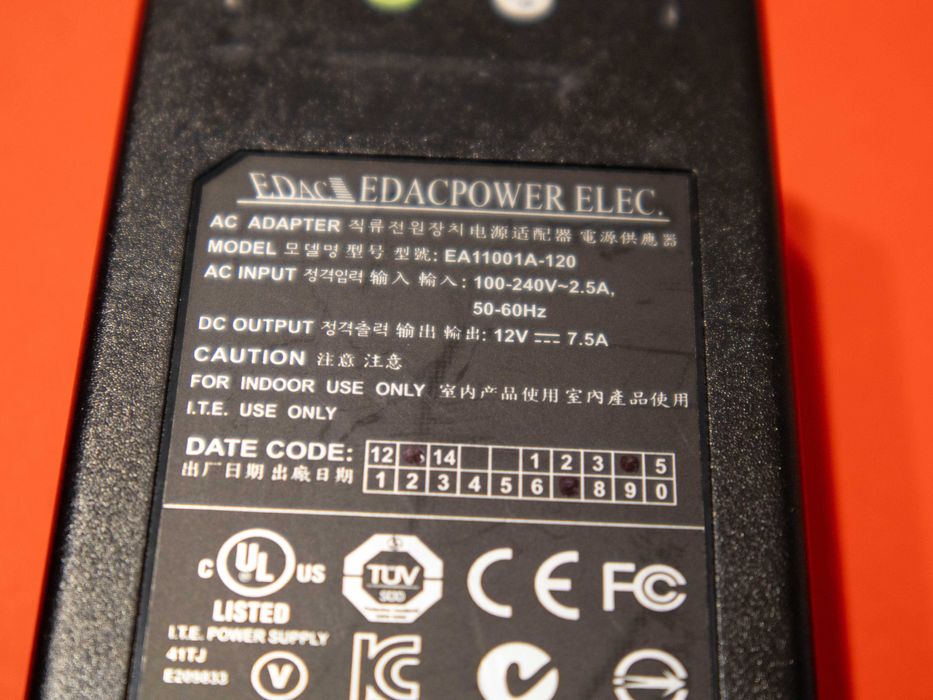 EDAC EDACPOWER ELEC.
AC ADAPTER 직류전원장치 电源适配器 電源供應器
MODEL 모델명 型号 型號: EA11001A-120
AC INPUT 정격입력 输入 輸入: 100-240V~2.5A,
50-60Hz
DC OUTPUT 정격출력 输出 輸出: 12V ⎓ 7.5A
CAUTION 注意 注意
FOR INDOOR USE ONLY 室内产品使用 室內產品使用
I.T.E. USE ONLY
DATE CODE:
出厂日期 出廠日期
12 14 1 2 3 5
1 2 3 4 5 6 8 9 0
C UL US
LISTED
I.T.E. POWER SUPPLY
41TJ
TÜV
CE
FC
V